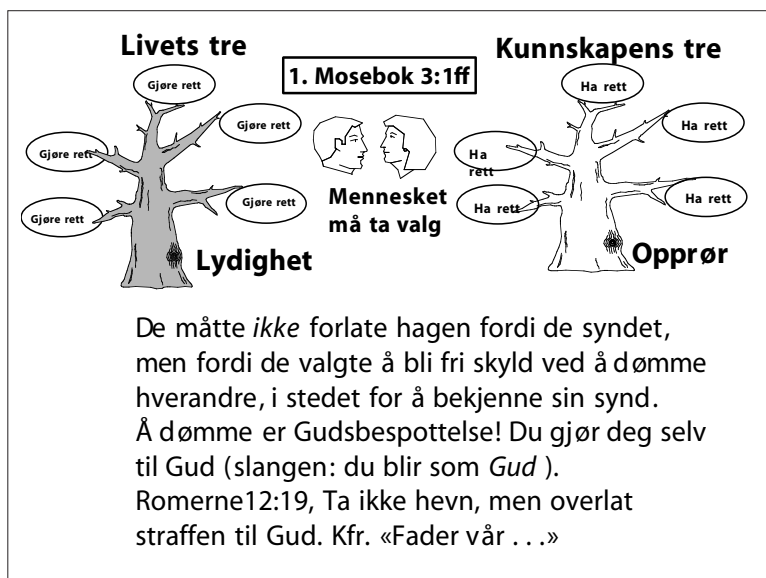 Livets tre
Gjøre rett
Gjøre rett
Gjøre rett
Gjøre rett
Gjøre rett
Lydighet
1. Mosebok 3:1ff
Mennesket
må ta valg
Kunnskapens tre
Ha rett
Ha rett
Ha
rett
Ha rett
Ha rett
Opprør
De måtte ikke forlate hagen fordi de syndet,
men fordi de valgte å bli fri skyld ved å dømme
hverandre, i stedet for å bekjenne sin synd.
Å dømme er Gudsbespottelse! Du gjør deg selv
til Gud (slangen: du blir som Gud ).
Romerne12:19, Ta ikke hevn, men overlat
straffen til Gud. Kfr. «Fader vår . . .»